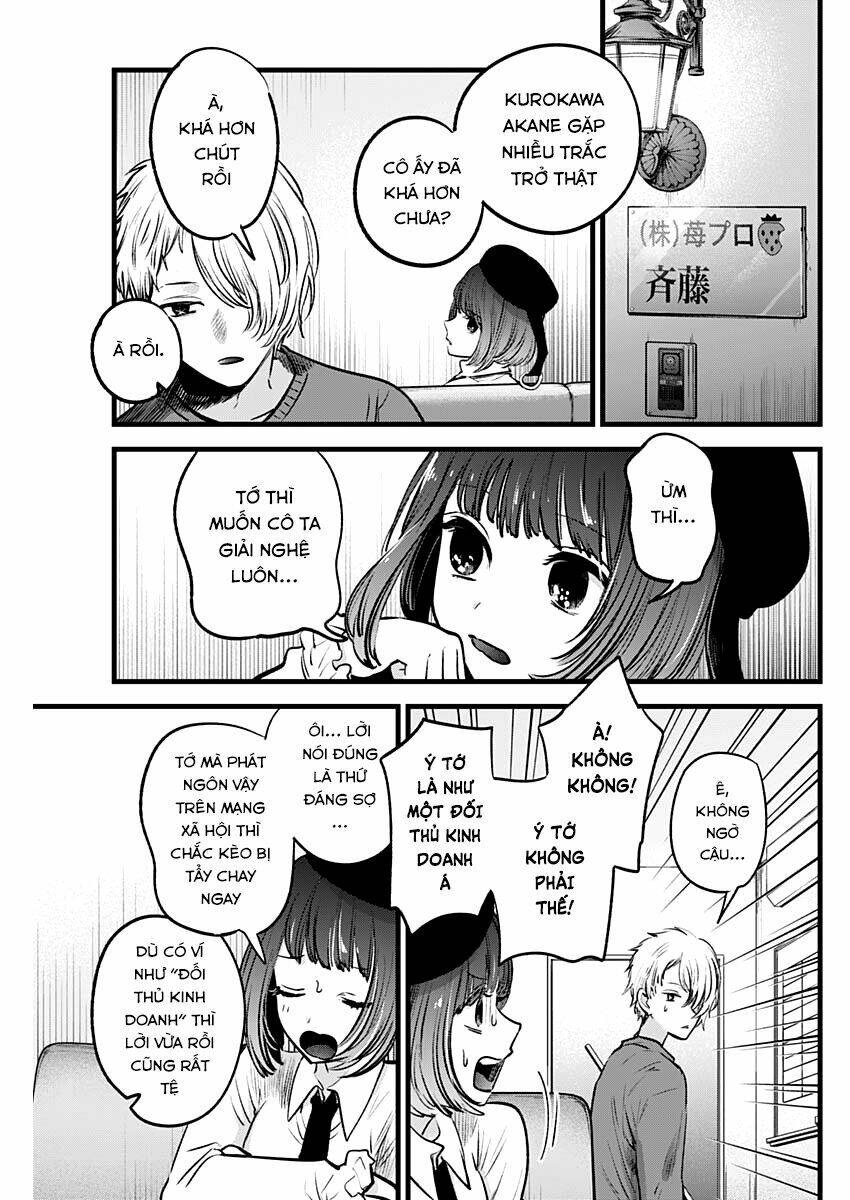 (株)苺プロ
斉藤
KUROKAWA
AKANE GẶP
NHIỀU TRẮC
TRỞ THẬT
CÔ ẤY ĐÃ
KHÁ HƠN
CHƯA?
À,
KHÁ HƠN
CHÚT
RỒI
À RỒI.
ỪM
THÌ...
TỚ THÌ
MUỐN CÔ TA
GIẢI NGHỆ
LUÔN...
Ê,
KHÔNG
NGỜ
CẬU...
À!
KHÔNG
KHÔNG!
Ý TỚ
KHÔNG
PHẢI
THẾ!
Ý TỚ
LÀ NHƯ
MỘT ĐỐI
THỦ KINH
DOANH
Á
ÔI... LỜI
NÓI ĐÚNG
LÀ THỨ
ĐÁNG SỢ
...
TỚ MÀ PHÁT
NGÔN VẬY
TRÊN MẠNG
XÃ HỘI THÌ
CHẮC KÈO BỊ
TẨY CHAY
NGAY
DÙ CÓ VÍ
NHƯ "ĐỐI
THỦ KINH
DOANH" THÌ
LỜI VỪA RỒI
CŨNG RẤT
TỆ